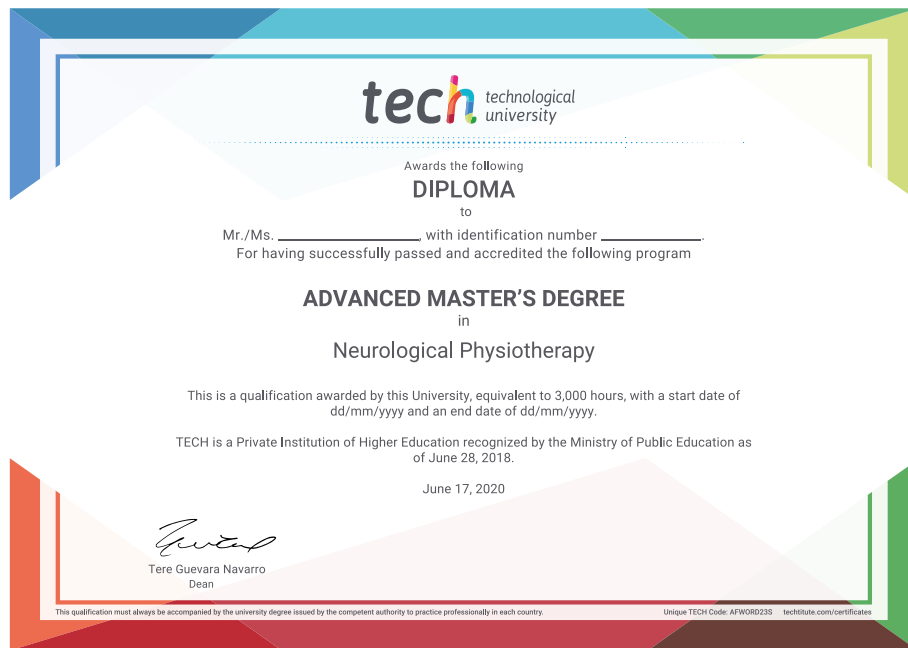 tech technological
university
Awards the following
DIPLOMA
to
Mr./Ms. ____________________, with identification number ______________.
For having successfully passed and accredited the following program
ADVANCED MASTER'S DEGREE
in
Neurological Physiotherapy
This is a qualification awarded by this University, equivalent to 3,000 hours, with a start date of
dd/mm/yyyy and an end date of dd/mm/yyyy.
TECH is a Private Institution of Higher Education recognized by the Ministry of Public Education as
of June 28, 2018.
June 17, 2020
Tere Guevara Navarro
Dean
This qualification must always be accompanied by the university degree issued by the competent authority to practice professionally in each country. Unique TECH Code: AFWORD23S techtitute.com/certificates